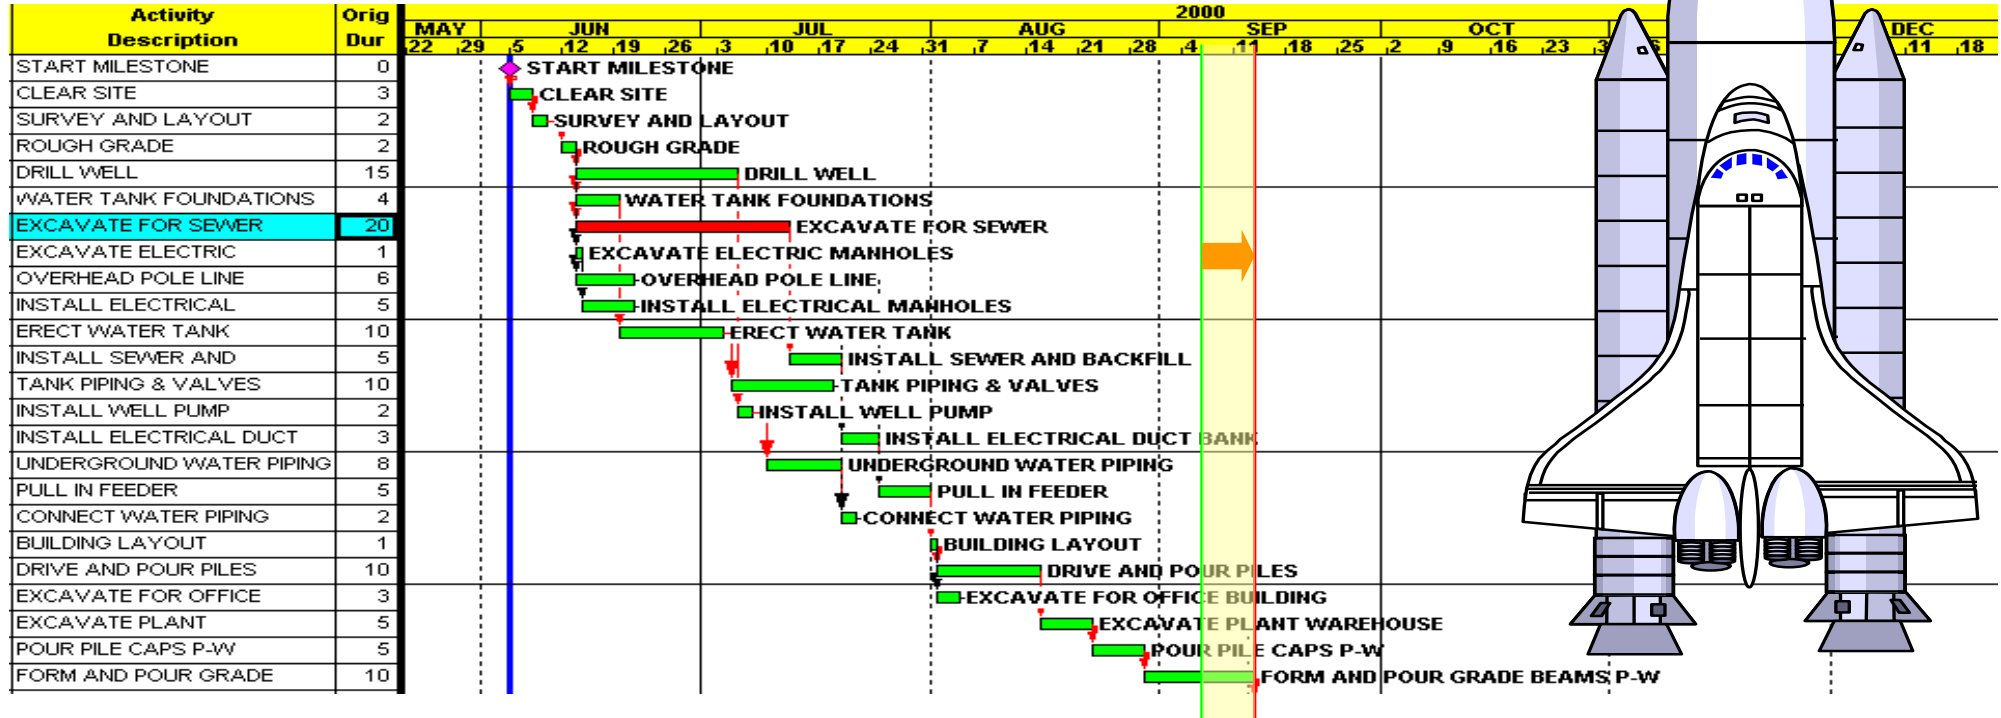 Activity Orig 2000
Description Dur MAY JUN JUL AUG SEP OCT DEC
22 29 5 12 19 26 3 10 17 24 31 7 14 21 28 4 11 18 25 2 9 16 23 11 18
START MILESTONE 0 START MILESTONE
CLEAR SITE 3 CLEAR SITE
SURVEY AND LAYOUT 2 SURVEY AND LAYOUT
ROUGH GRADE 2 ROUGH GRADE
DRILL WELL 15 DRILL WELL
WATER TANK FOUNDATIONS 4 WATER TANK FOUNDATIONS
EXCAVATE FOR SEWER 20 EXCAVATE FOR SEWER
EXCAVATE ELECTRIC 1 EXCAVATE ELECTRIC MANHOLES
OVERHEAD POLE LINE 6 OVERHEAD POLE LINE
INSTALL ELECTRICAL 5 INSTALL ELECTRICAL MANHOLES
ERECT WATER TANK 10 ERECT WATER TANK
INSTALL SEWER AND 5 INSTALL SEWER AND BACKFILL
TANK PIPING & VALVES 10 TANK PIPING & VALVES
INSTALL WELL PUMP 2 INSTALL WELL PUMP
INSTALL ELECTRICAL DUCT 3 INSTALL ELECTRICAL DUCT BANK
UNDERGROUND WATER PIPING 8 UNDERGROUND WATER PIPING
PULL IN FEEDER 5 PULL IN FEEDER
CONNECT WATER PIPING 2 CONNECT WATER PIPING
BUILDING LAYOUT 1 BUILDING LAYOUT
DRIVE AND POUR PILES 10 DRIVE AND POUR PILES
EXCAVATE FOR OFFICE 3 EXCAVATE FOR OFFICE BUILDING
EXCAVATE PLANT 5 EXCAVATE PLANT WAREHOUSE
POUR PILE CAPS P-W 5 POUR PILE CAPS P-W
FORM AND POUR GRADE 10 FORM AND POUR GRADE BEAMS P-W